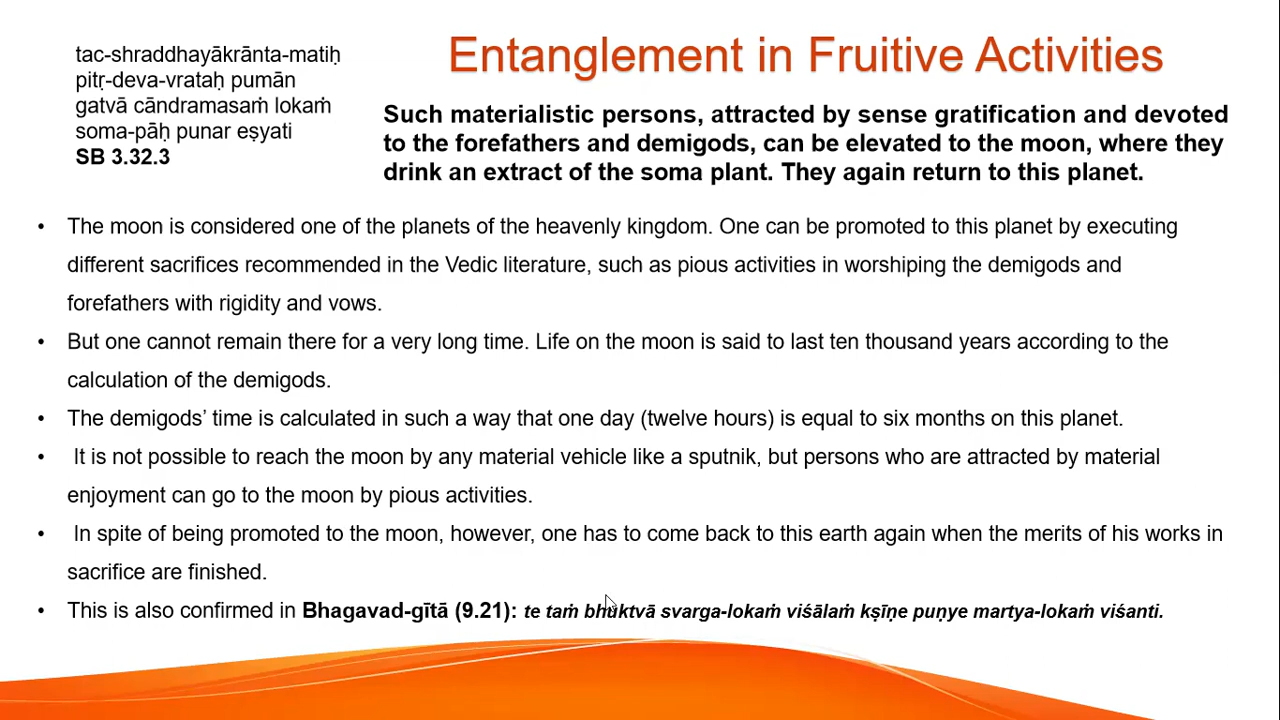 tac-shraddhayākrānta-matiḥ
pitṛ-deva-vrataḥ pumān
gatvā cāndramasaṁ lokaṁ
soma-pāḥ punar eṣyati
SB 3.32.3
Entanglement in Fruitive Activities
Such materialistic persons, attracted by sense gratification and devoted
to the forefathers and demigods, can be elevated to the moon, where they
drink an extract of the soma plant. They again return to this planet.
• The moon is considered one of the planets of the heavenly kingdom. One can be promoted to this planet by executing
different sacrifices recommended in the Vedic literature, such as pious activities in worshiping the demigods and
forefathers with rigidity and vows.
• But one cannot remain there for a very long time. Life on the moon is said to last ten thousand years according to the
calculation of the demigods.
• The demigods’ time is calculated in such a way that one day (twelve hours) is equal to six months on this planet.
• It is not possible to reach the moon by any material vehicle like a sputnik, but persons who are attracted by material
enjoyment can go to the moon by pious activities.
• In spite of being promoted to the moon, however, one has to come back to this earth again when the merits of his works in
sacrifice are finished.
• This is also confirmed in Bhagavad-gītā (9.21): te taṁ bhuktvā svarga-lokaṁ viśālaṁ kṣīṇe puṇye martya-lokaṁ viśanti.